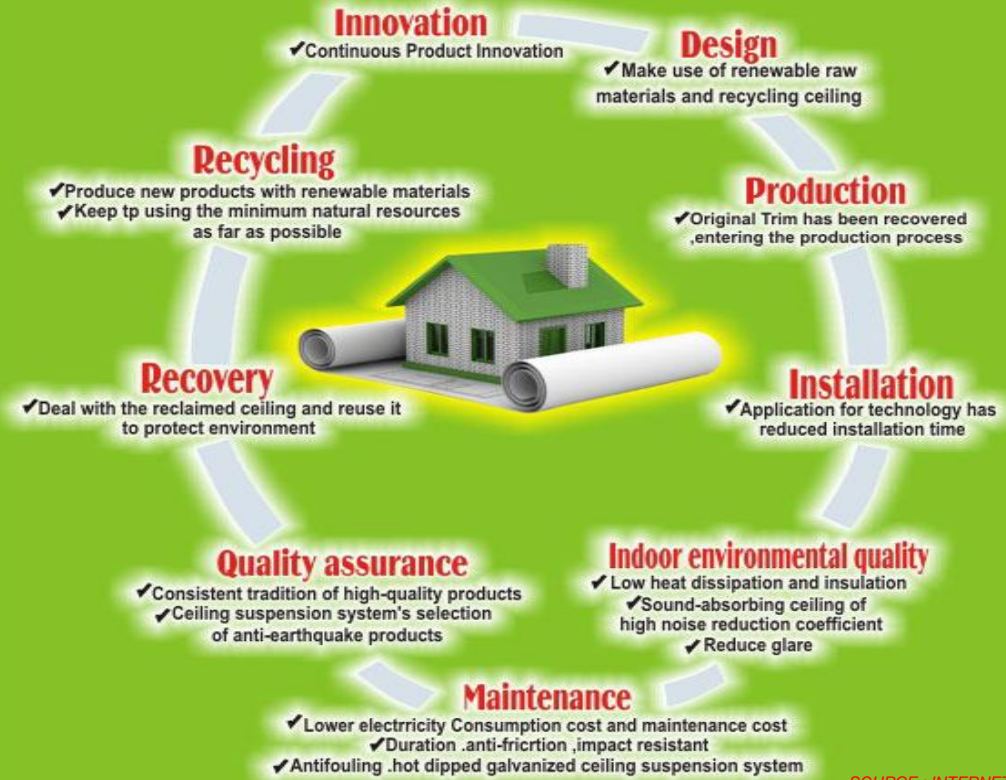 Innovation
✔Continuous Product Innovation
Design
✔Make use of renewable raw
materials and recycling ceiling
Production
✔Original Trim has been recovered
,entering the production process
Installation
✔Application for technology has
reduced installation time
Indoor environmental quality
✔Low heat dissipation and insulation
✔Sound-absorbing ceiling of
high noise reduction coefficient
✔Reduce glare
Maintenance
✔Lower electrricity Consumption cost and maintenance cost
✔Duration .anti-fricrtion ,impact resistant
✔Antifouling .hot dipped galvanized ceiling suspension system
Quality assurance
✔Consistent tradition of high-quality products
✔Ceiling suspension system's selection
of anti-earthquake products
Recovery
✔Deal with the reclaimed ceiling and reuse it
to protect environment
Recycling
✔Produce new products with renewable materials
✔Keep tp using the minimum natural resources
as far as possible